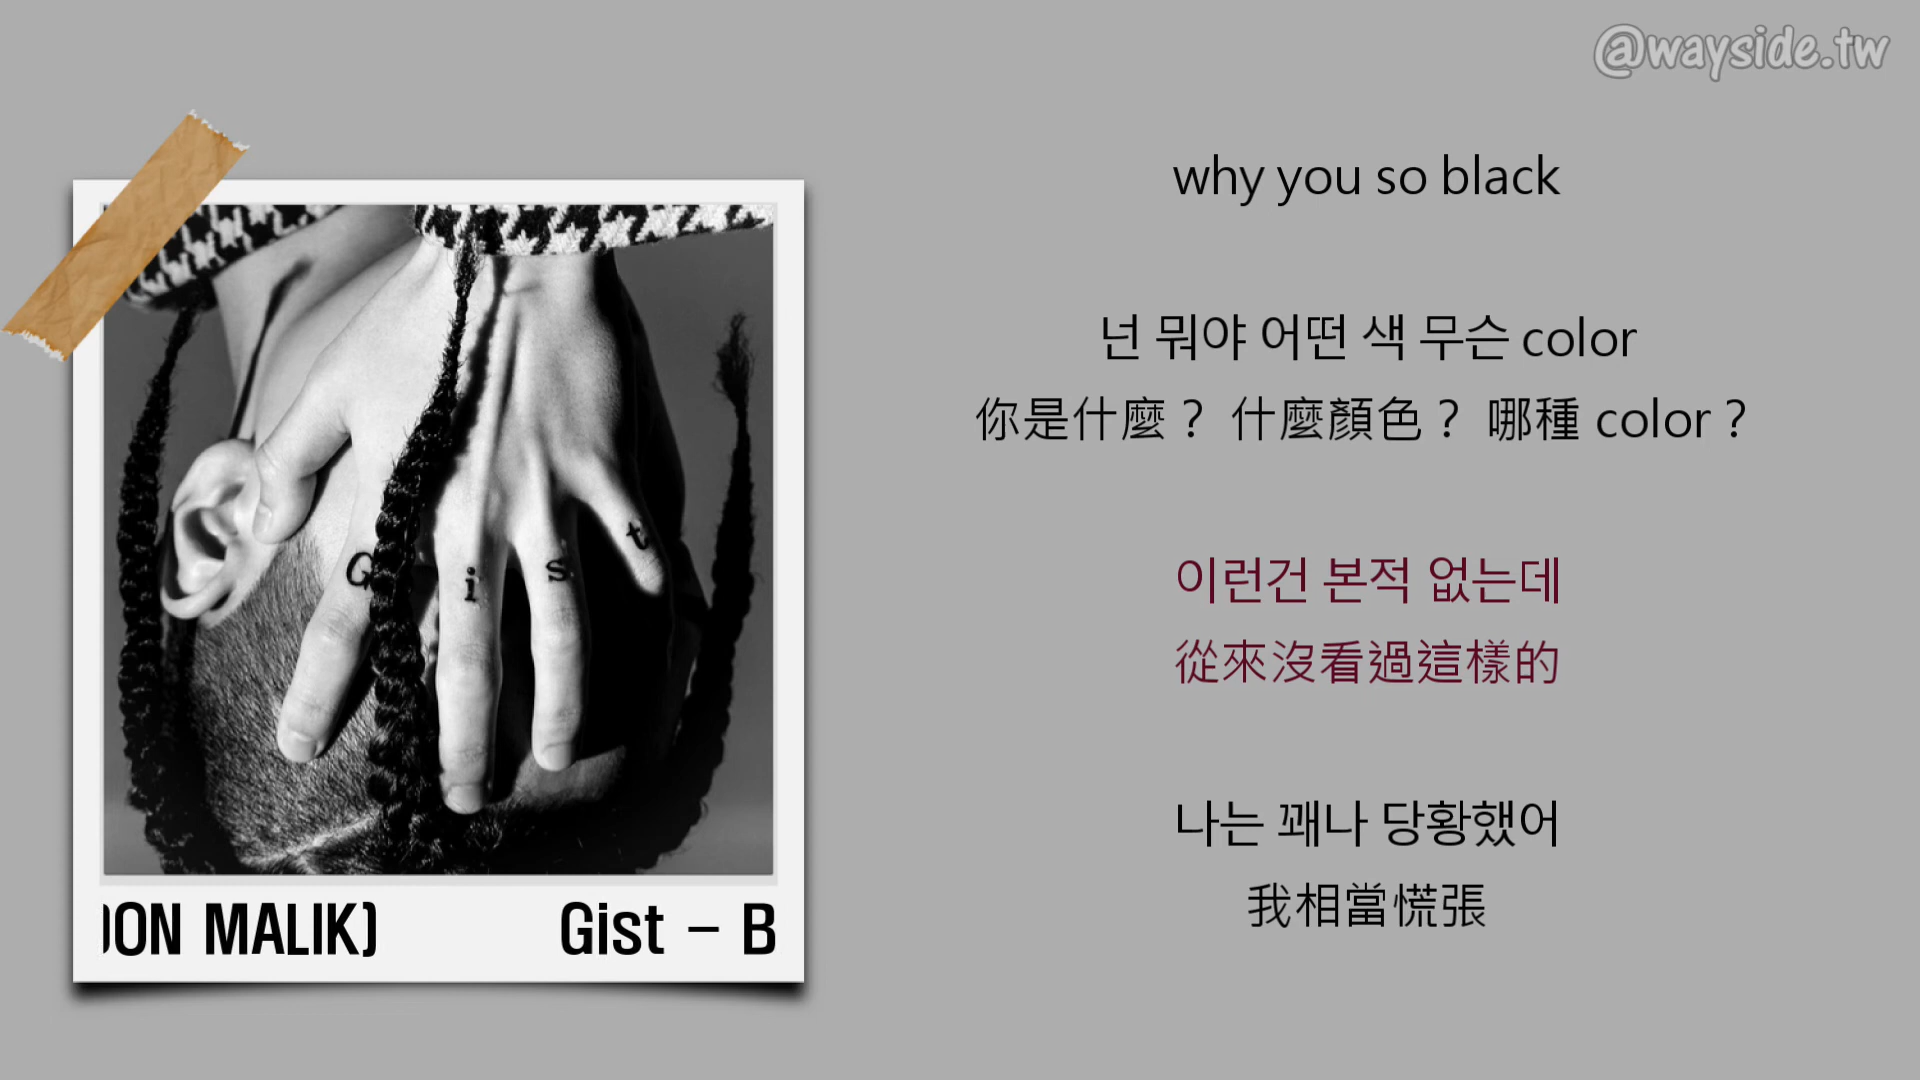 @wayside.tw
why you so black
넌 뭐야 어떤 색 무슨 color
你是什麼？ 什麼顏色？ 哪種 color？
이런건 본적 없는데
從來沒看過這樣的
나는 꽤나 당황했어
我相當慌張
Gist
ON MALIK) Gist – B